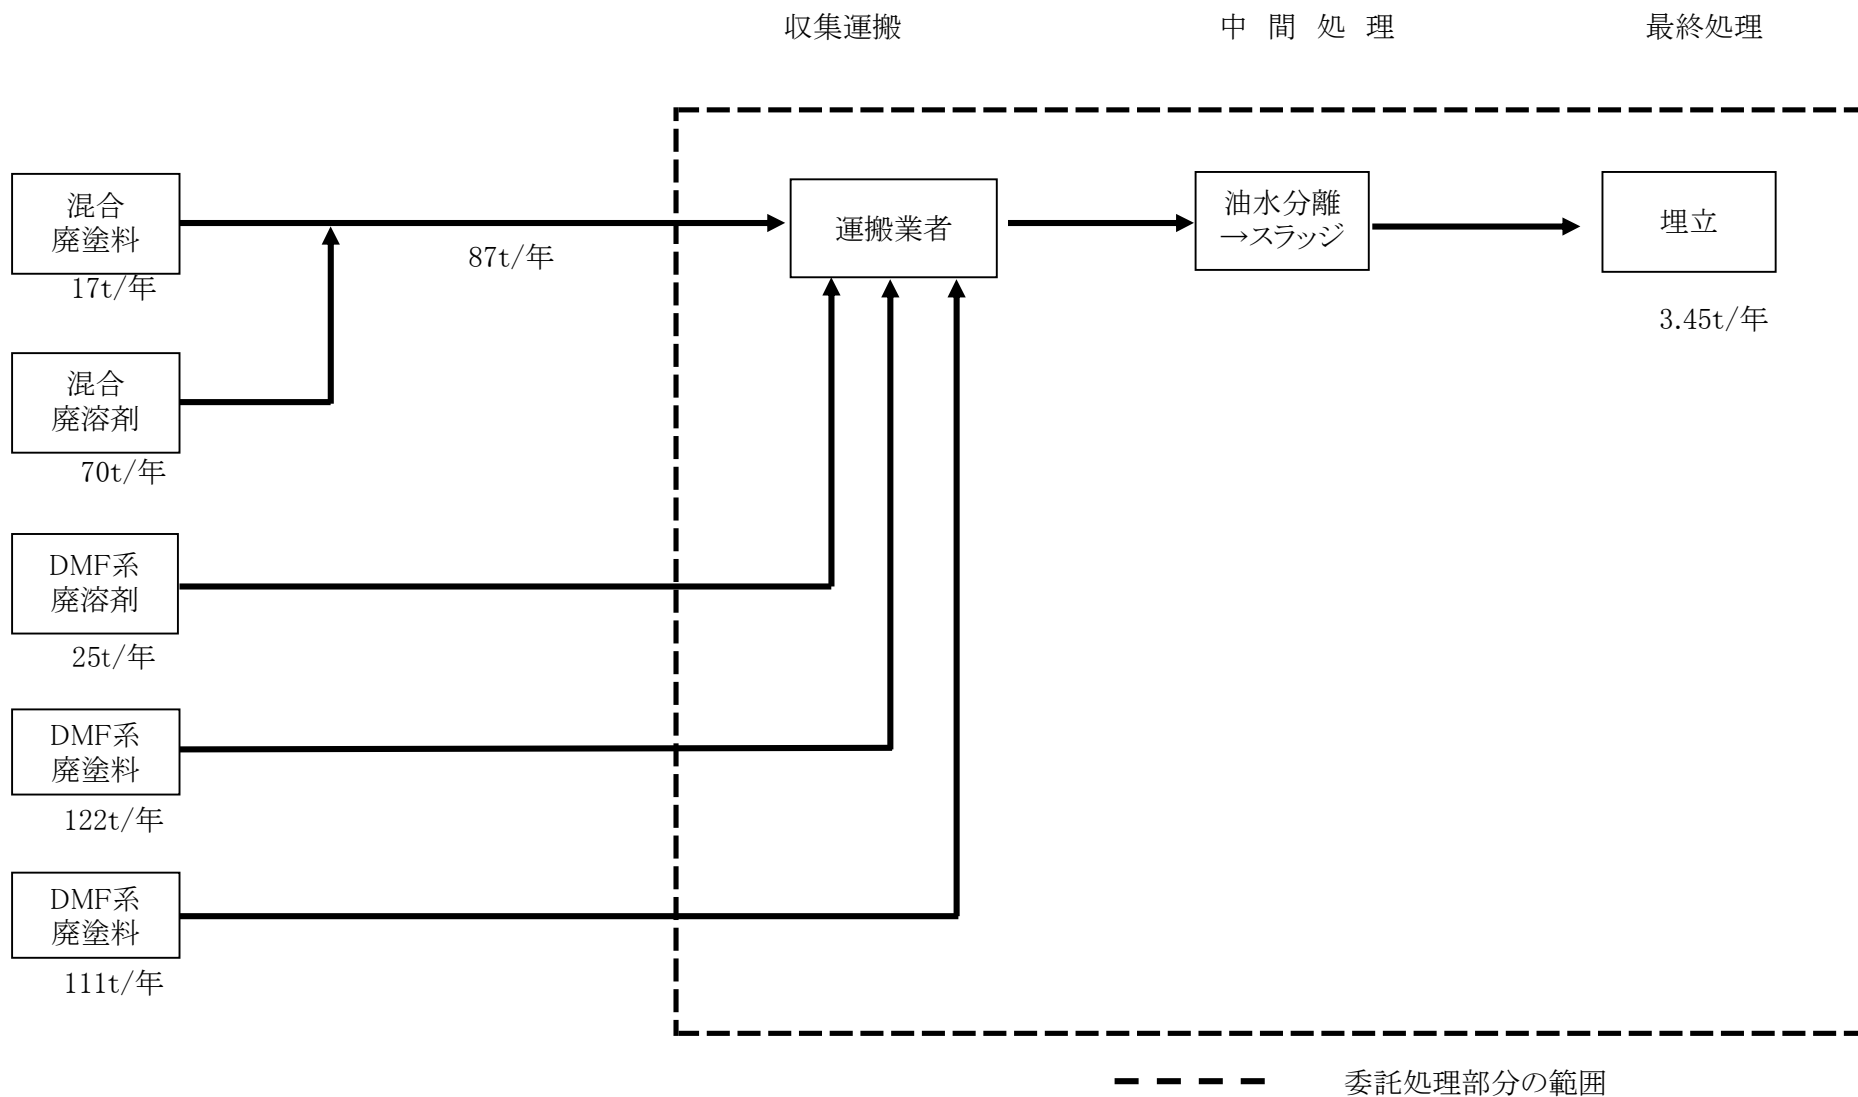 収集運搬
中間処理
最終処理
混合
廃塗料
17t/年
87t/年
運搬業者
油水分離
→スラッジ
埋立
3.45t/年
混合
廃溶剤
70t/年
DMF系
廃溶剤
25t/年
DMF系
廃塗料
122t/年
DMF系
廃塗料
111t/年
委託処理部分の範囲